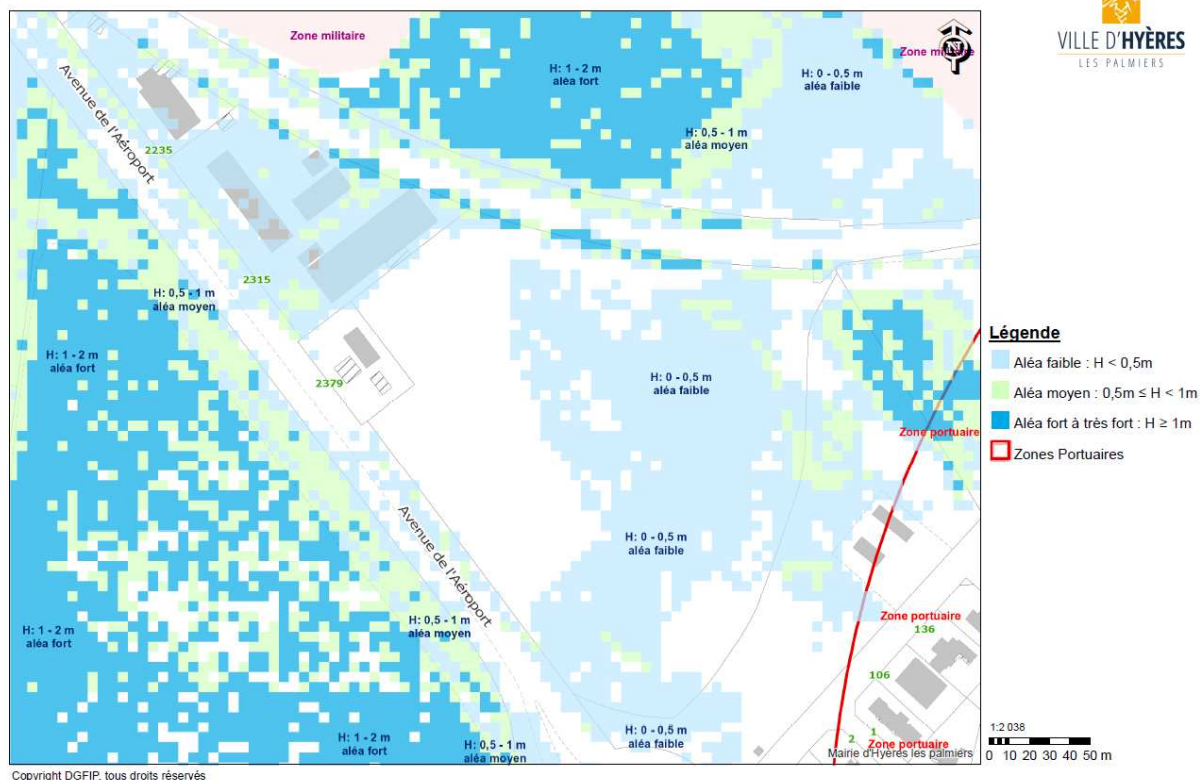 Zone militaire
H: 1 - 2 m
aléa fort
H: 0 - 0,5 m
aléa faible
H: 0,5 - 1 m
aléa moyen
Avenue de l'Aéroport
2235
2315
H: 0,5 - 1 m
aléa moyen
H: 1 - 2 m
aléa fort
2379
H: 0 - 0,5 m
aléa faible
Zone portuaire
Avenue de l'Aéroport
H: 0 - 0,5 m
aléa faible
H: 0,5 - 1 m
aléa moyen
H: 1 - 2 m
aléa fort
Zone portuaire
136
106
H: 1 - 2 m
aléa fort
H: 0,5 - 1 m
aléa moyen
H: 0 - 0,5 m
aléa faible
2
1
Zone portuaire
Mairie d'Hyères les palmiers
Copyright DGFIP, tous droits réservés
VILLE D'HYÈRES
LES PALMIERS
Légende
Aléa faible : H < 0,5m
Aléa moyen : 0,5m ≤ H < 1m
Aléa fort à très fort : H ≥ 1m
Zones Portuaires
1:2 038
0 10 20 30 40 50 m